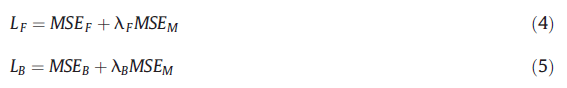 L_F = MSE_F + λ_F MSE_M (4)
L_B = MSE_B + λ_B MSE_M (5)